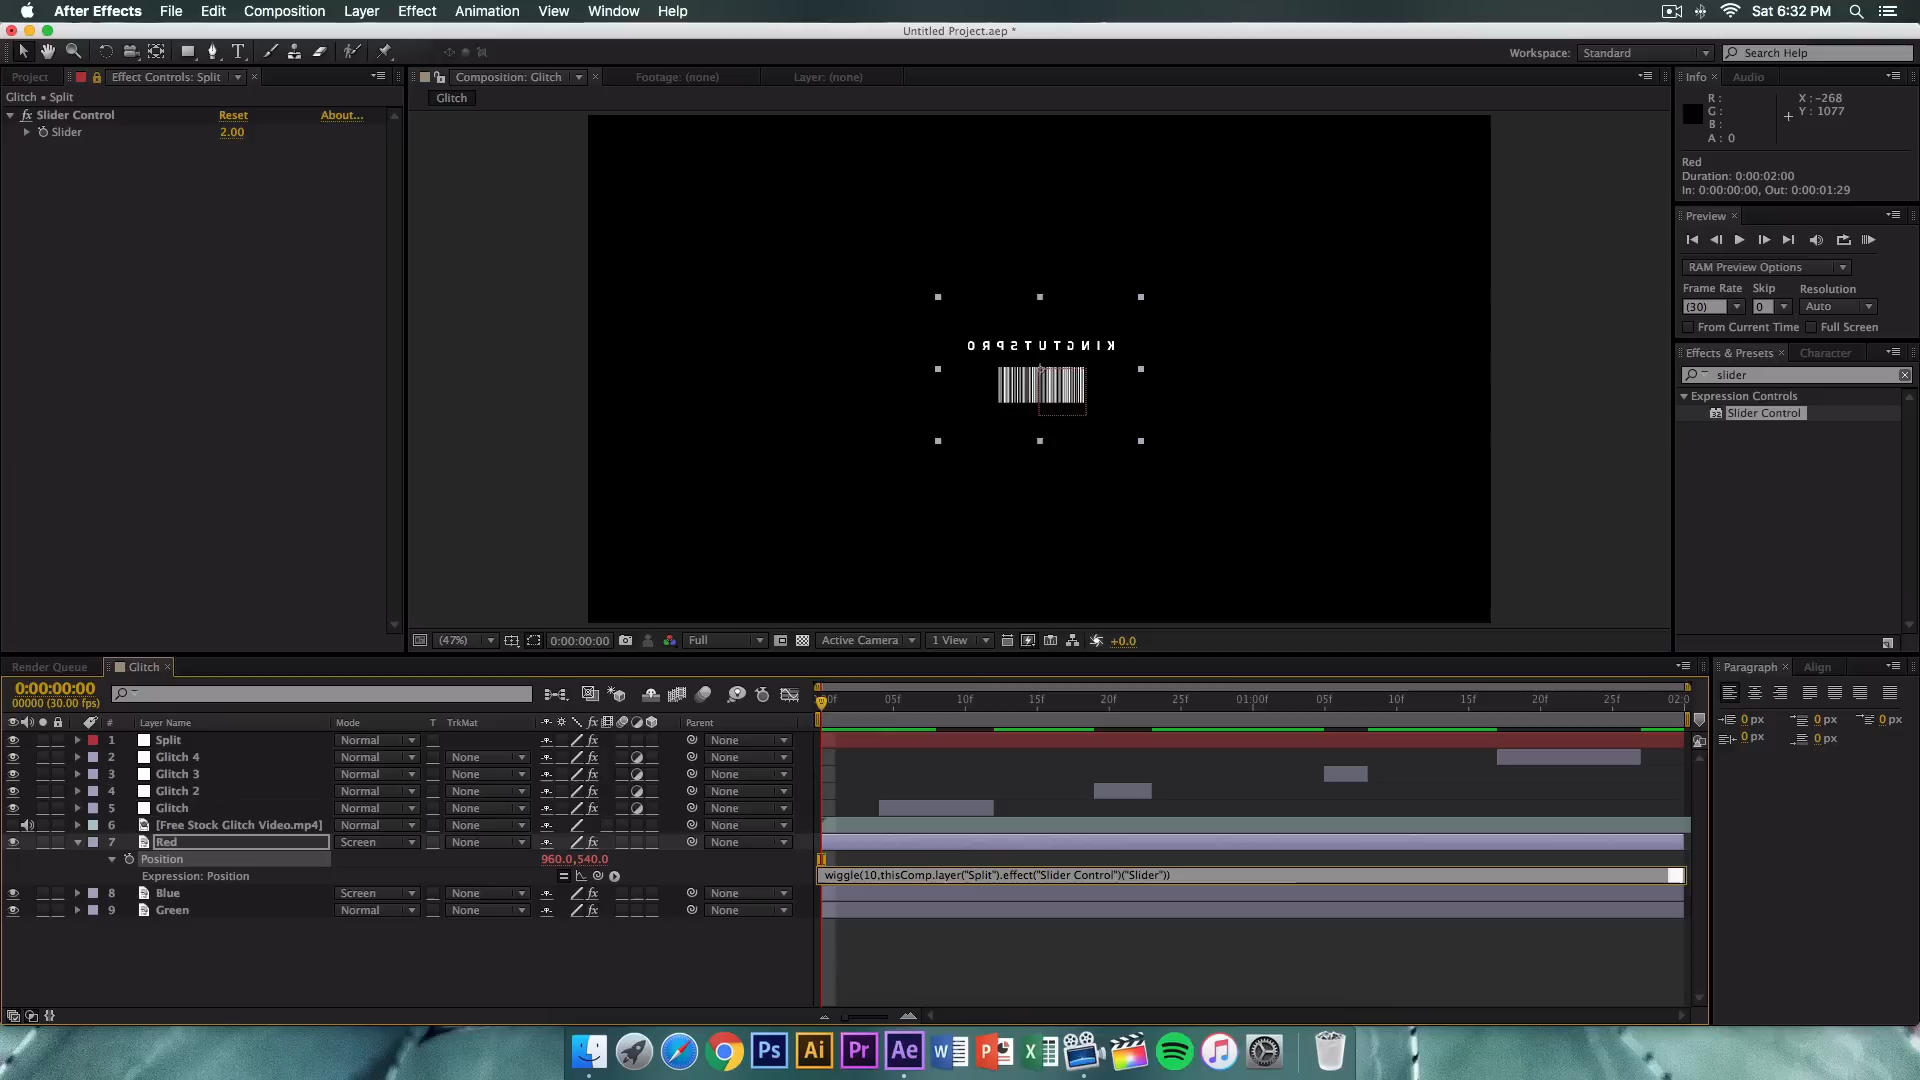 After Effects File Edit Composition Layer Effect Animation View Window Help Sat 6:32 PM
Untitled Project.aep *
Workspace: Standard Search Help
Project Effect Controls: Split × Composition: Glitch × Footage: (none) Layer: (none) Info × Audio
Glitch • Split
Glitch
fx Slider Control Reset About...
Slider 2.00
R : X : -268
G : Y : 1077
B :
A : 0
Red
Duration: 0:00:02:00
In: 0:00:00:00, Out: 0:00:01:29
Preview ×
RAM Preview Options
Frame Rate Skip Resolution
(30) 0 Auto
From Current Time Full Screen
Effects & Presets × Character
slider
Expression Controls
Slider Control
KINGTUTSPRO
(47%) 0:00:00:00 Full Active Camera 1 View +0.0
Render Queue Glitch × Paragraph × Align
0:00:00:00
00000 (30.00 fps)
:00f 05f 10f 15f 20f 25f 01:00f 05f 10f 15f 20f 25f 02:0
# Layer Name Mode T TrkMat fx Parent
0 px 0 px 0 px
0 px 0 px
1 Split Normal fx None
2 Glitch 4 Normal None None
3 Glitch 3 Normal None None
4 Glitch 2 Normal None None
5 Glitch Normal None None
6 [Free Stock Glitch Video.mp4] Normal None None
7 Red Screen None fx None
Position 960.0,540.0
Expression: Position wiggle(10,thisComp.layer("Split").effect("Slider Control")("Slider"))
8 Blue Screen None fx None
9 Green Normal None fx None
Ps Ai Pr Ae W P X